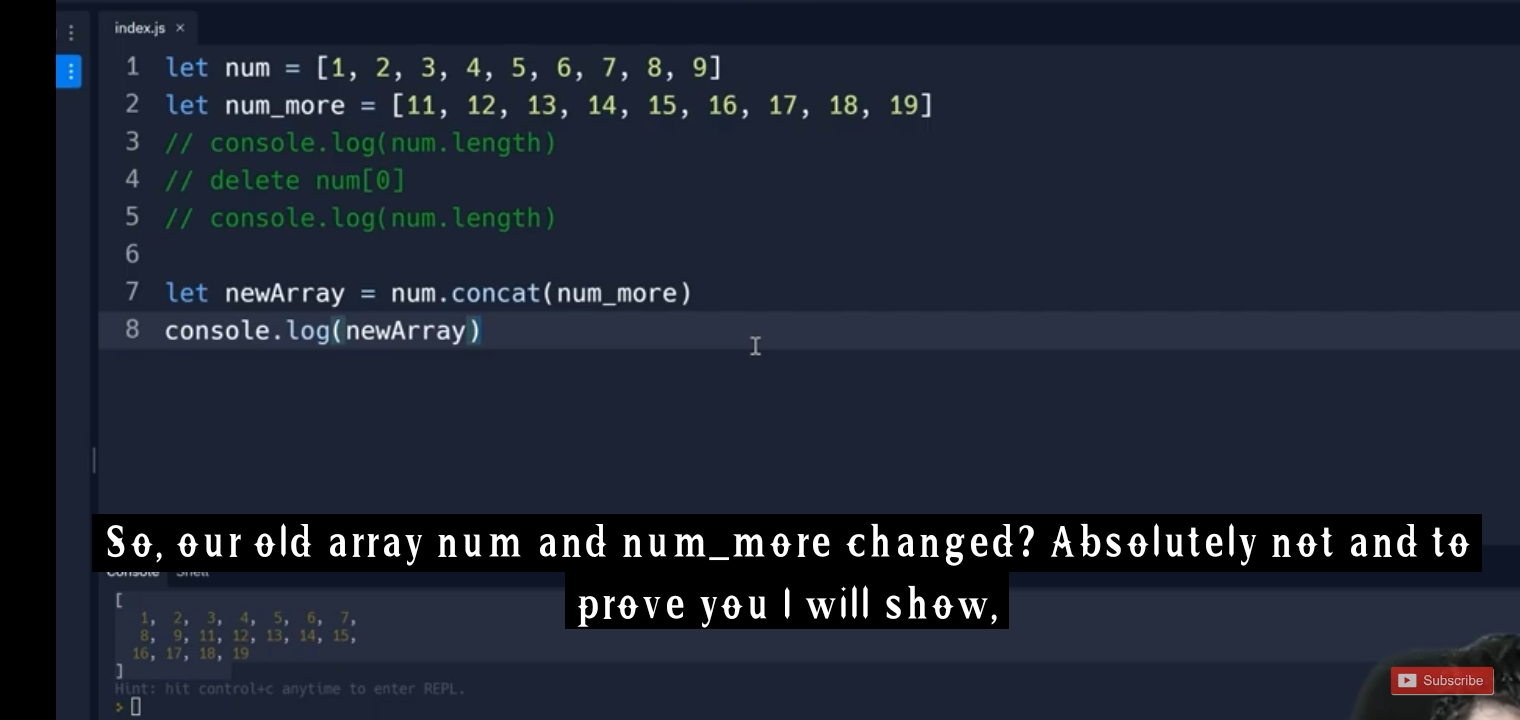 index.js ×
1 let num = [1, 2, 3, 4, 5, 6, 7, 8, 9]
2 let num_more = [11, 12, 13, 14, 15, 16, 17, 18, 19]
3 // console.log(num.length)
4 // delete num[0]
5 // console.log(num.length)
6
7 let newArray = num.concat(num_more)
8 console.log(newArray)
So, our old array num and num_more changed? Absolutely not and to
prove you I will show,
Console Shell
[
1, 2, 3, 4, 5, 6, 7,
8, 9, 11, 12, 13, 14, 15,
16, 17, 18, 19
]
Hint: hit control+c anytime to enter REPL.
>
Subscribe